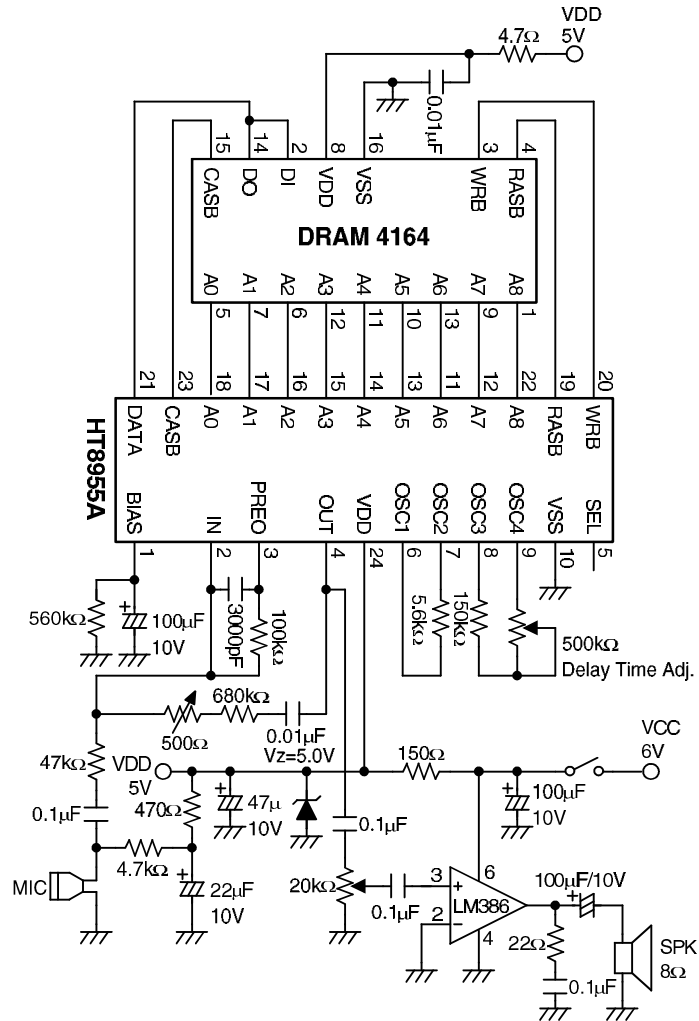 VDD
5V
4.7Ω
0.01μF
15
14
2
8
16
3
4
CASB
DO
DI
VDD
VSS
WRB
RASB
DRAM 4164
A0
A1
A2
A3
A4
A5
A6
A7
A8
5
7
6
12
11
10
13
9
1
21
23
18
17
16
15
14
13
11
12
22
19
20
DATA
CASB
A0
A1
A2
A3
A4
A5
A6
A7
A8
RASB
WRB
HT8955A
BIAS
IN
PREO
OUT
VDD
OSC1
OSC2
OSC3
OSC4
VSS
SEL
1
2
3
4
24
6
7
8
9
10
5
560kΩ
100μF
10V
3000pF
100kΩ
5.6kΩ
150kΩ
500kΩ
Delay Time Adj.
680kΩ
500Ω
0.01μF
Vz=5.0V
47kΩ
VDD
5V
150Ω
VCC
6V
0.1μF
470Ω
47μ
10V
100μF
10V
0.1μF
4.7kΩ
MIC
22μF
10V
20kΩ
0.1μF
3
2
6
4
+
−
LM386
100μF/10V
22Ω
0.1μF
SPK
8Ω